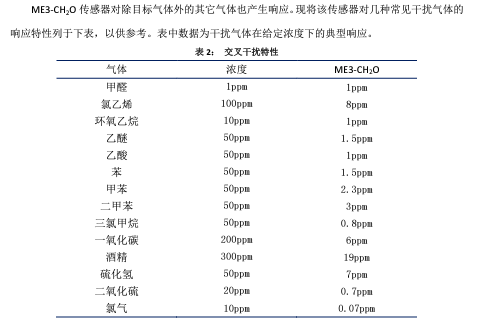 ME3-CH₂O 传感器对除目标气体外的其它气体也产生响应。现将该传感器对几种常见干扰气体的
响应特性列于下表，以供参考。表中数据为干扰气体在给定浓度下的典型响应。
表 2： 交叉干扰特性
气体 浓度 ME3-CH₂O
甲醛 1ppm 1ppm
氯乙烯 100ppm 8ppm
环氧乙烷 10ppm 1ppm
乙醚 50ppm 1.5ppm
乙酸 50ppm 1ppm
苯 50ppm 1.5ppm
甲苯 50ppm 2.3ppm
二甲苯 50ppm 3ppm
三氯甲烷 50ppm 0.8ppm
一氧化碳 200ppm 6ppm
酒精 300ppm 19ppm
硫化氢 50ppm 7ppm
二氧化硫 20ppm 0.7ppm
氯气 10ppm 0.07ppm